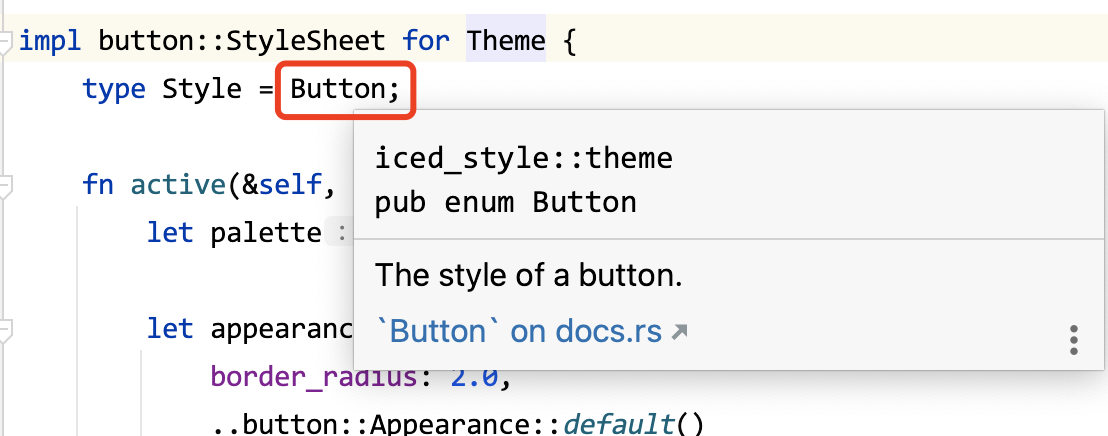 impl button::StyleSheet for Theme {
type Style = Button;
iced_style::theme
pub enum Button
fn active(&self,
let palette :
The style of a button.
`Button` on docs.rs
let appearanc
border_radius: 2.0,
..button::Appearance::default()